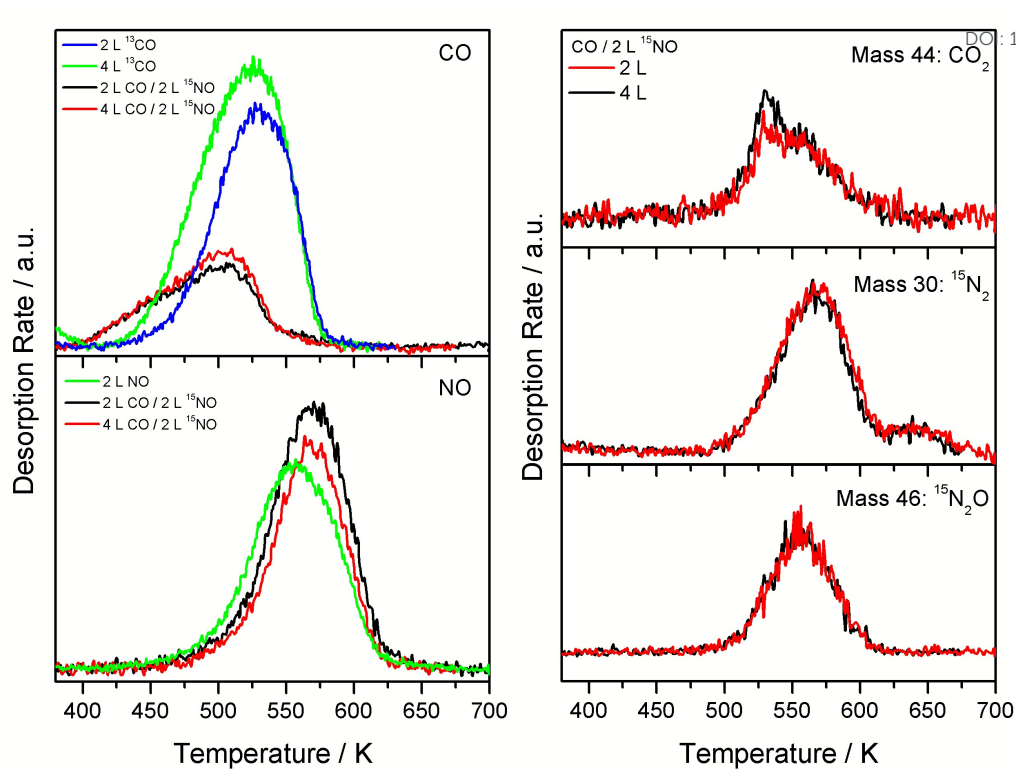 2 L ¹³CO
4 L ¹³CO
2 L CO / 2 L ¹⁵NO
4 L CO / 2 L ¹⁵NO
CO
2 L NO
2 L CO / 2 L ¹⁵NO
4 L CO / 2 L ¹⁵NO
NO
Desorption Rate / a.u.
400 450 500 550 600 650 700
Temperature / K
DOI: 1
CO / 2 L ¹⁵NO
2 L
4 L
Mass 44: CO₂
Mass 30: ¹⁵N₂
Mass 46: ¹⁵N₂O
Desorption Rate / a.u.
400 450 500 550 600 650 700
Temperature / K